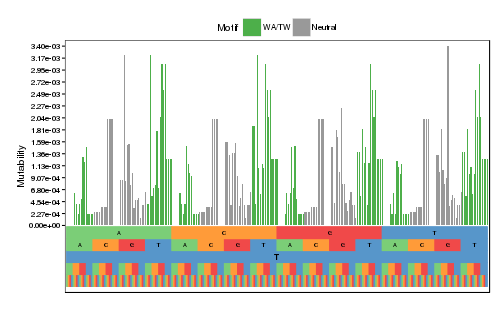 Motif WA/TW Neutral
3.40e-03
3.17e-03
2.95e-03
2.72e-03
2.49e-03
2.27e-03
2.04e-03
1.81e-03
1.59e-03
1.36e-03
1.13e-03
9.07e-04
6.80e-04
4.54e-04
2.27e-04
0.00e+00
Mutability
A C G T
A C G T A C G T A C G T A C G T
T